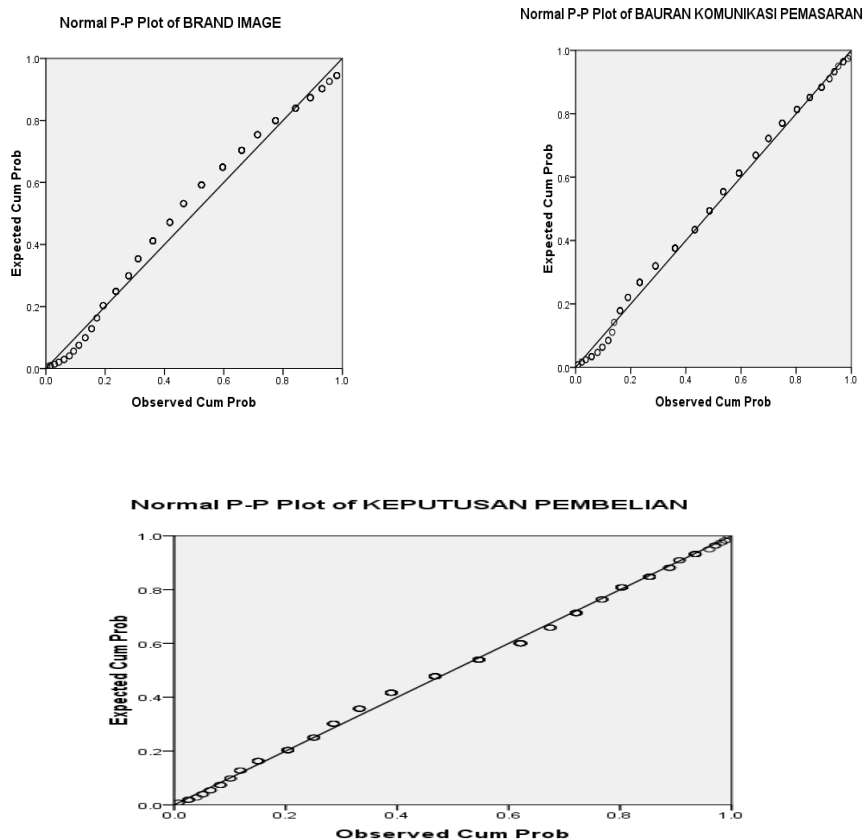 Normal P-P Plot of BRAND IMAGE
1.0
0.8
0.6
0.4
0.2
0.0
Expected Cum Prob
0.0 0.2 0.4 0.6 0.8 1.0
Observed Cum Prob
Normal P-P Plot of BAURAN KOMUNIKASI PEMASARAN
1.0
0.8
0.6
0.4
0.2
0.0
Expected Cum Prob
0.0 0.2 0.4 0.6 0.8 1.0
Observed Cum Prob
Normal P-P Plot of KEPUTUSAN PEMBELIAN
1.0
0.8
0.6
0.4
0.2
0.0
Expected Cum Prob
0.0 0.2 0.4 0.6 0.8 1.0
Observed Cum Prob